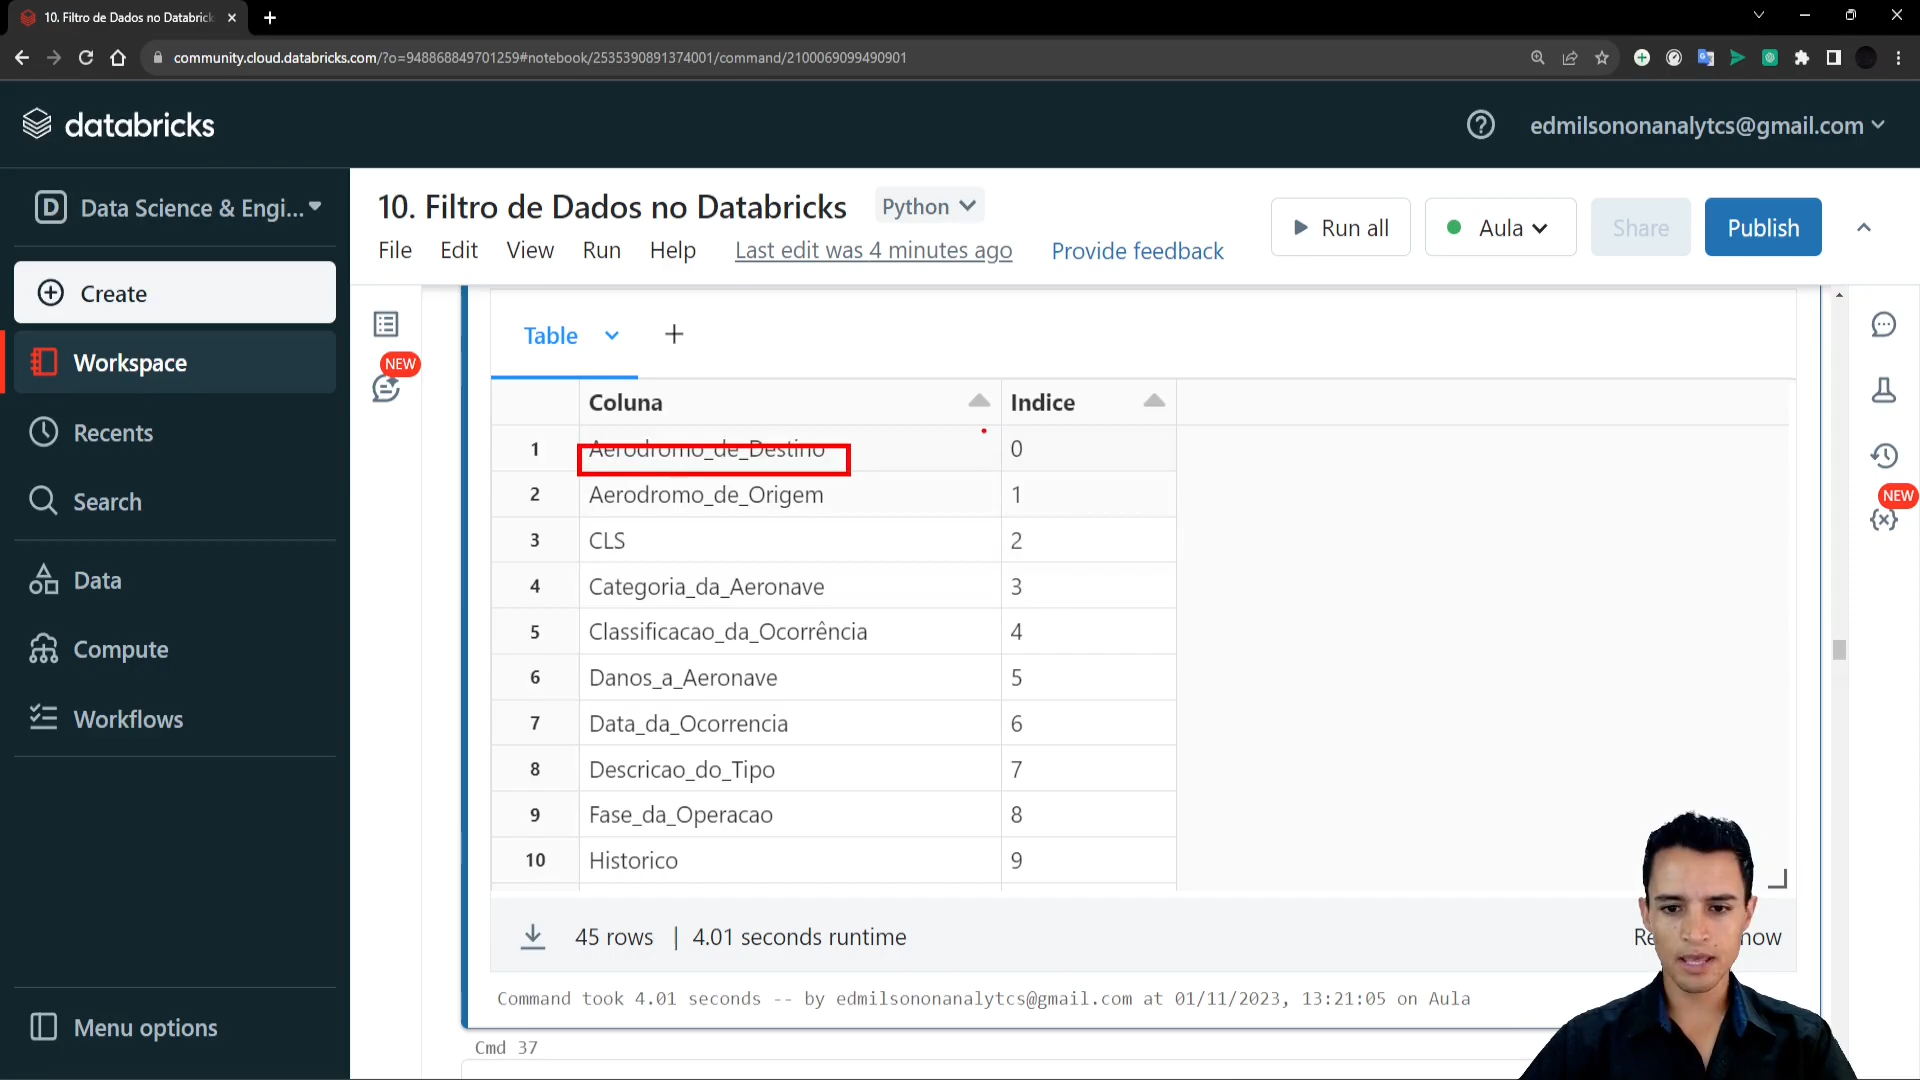 10. Filtro de Dados no Databrick
community.cloud.databricks.com/?o=948868849701259#notebook/2535390891374001/command/2100069099490901
databricks
edmilsononanalytcs@gmail.com
D Data Science & Engi...
Create
Workspace
Recents
Search
Data
Compute
Workflows
Menu options
10. Filtro de Dados no Databricks Python
File Edit View Run Help Last edit was 4 minutes ago Provide feedback
Run all Aula Share Publish
NEW
NEW
Table +
Coluna Indice
1 Aerodromo_de_Destino 0
2 Aerodromo_de_Origem 1
3 CLS 2
4 Categoria_da_Aeronave 3
5 Classificacao_da_Ocorrência 4
6 Danos_a_Aeronave 5
7 Data_da_Ocorrencia 6
8 Descricao_do_Tipo 7
9 Fase_da_Operacao 8
10 Historico 9
45 rows | 4.01 seconds runtime
Command took 4.01 seconds -- by edmilsononanalytcs@gmail.com at 01/11/2023, 13:21:05 on Aula
Cmd 37